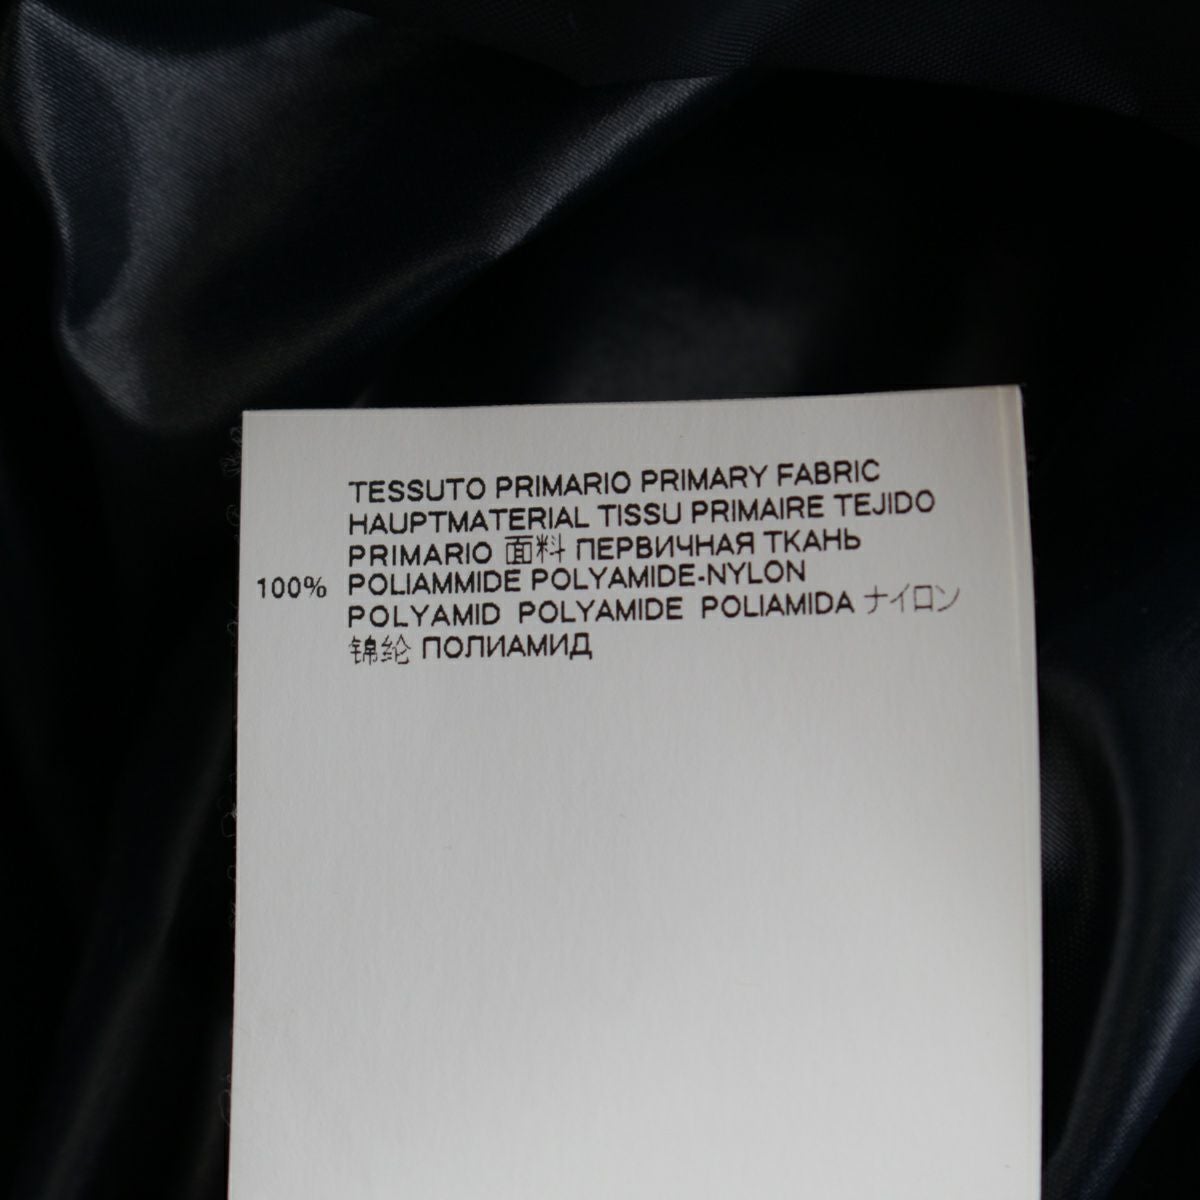 TESSUTO PRIMARIO PRIMARY FABRIC
HAUPTMATERIAL TISSU PRIMAIRE TEJIDO
PRIMARIO 面料 ПЕРВИЧНАЯ ТКАНЬ
100% POLIAMMIDE POLYAMIDE-NYLON
POLYAMID POLYAMIDE POLIAMIDA ナイロン
锦纶 ПОЛИАМИД